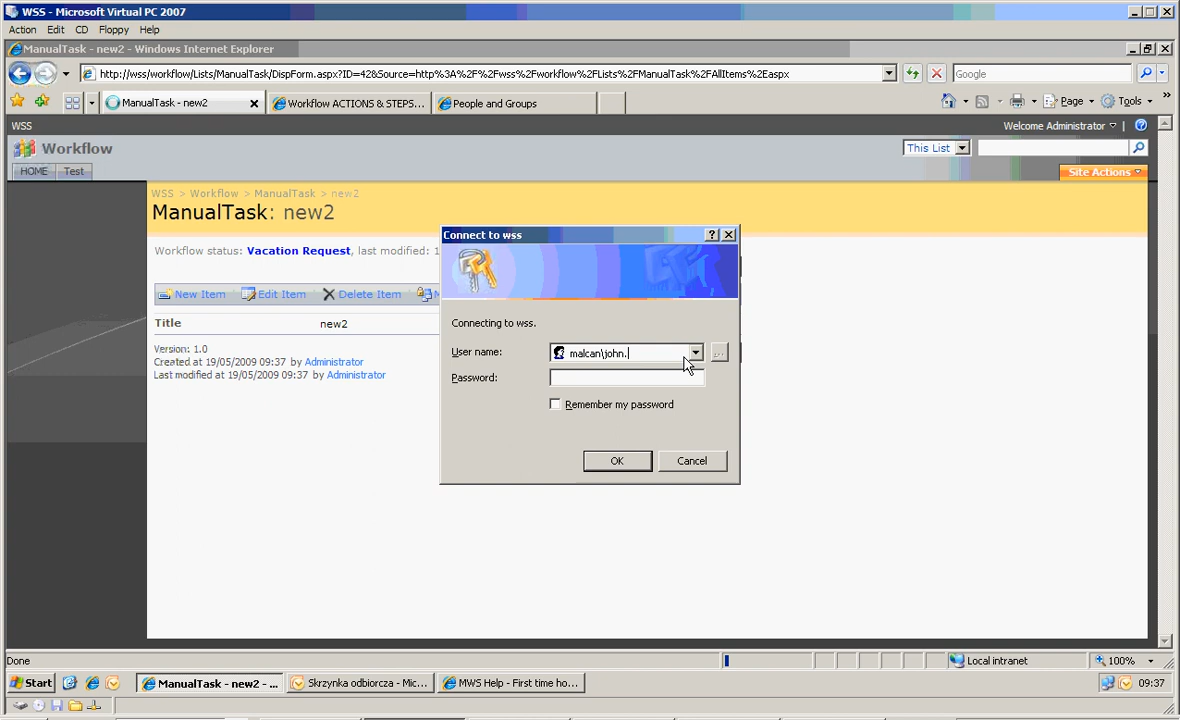 WSS - Microsoft Virtual PC 2007
Action Edit CD Floppy Help
ManualTask - new2 - Windows Internet Explorer
http://wss/workflow/Lists/ManualTask/DispForm.aspx?ID=42&Source=http%3A%2F%2Fwss%2Fworkflow%2FLists%2FManualTask%2FAllItems%2Easpx
Google
ManualTask - new2
Workflow ACTIONS & STEPS...
People and Groups
Page Tools
WSS
Welcome Administrator
Workflow
This List
HOME Test
Site Actions
WSS > Workflow > ManualTask > new2
ManualTask: new2
Workflow status: Vacation Request, last modified: 1
New Item Edit Item Delete Item M
Title new2
Version: 1.0
Created at 19/05/2009 09:37 by Administrator
Last modified at 19/05/2009 09:37 by Administrator
Connect to wss
Connecting to wss.
User name: malcan\john.
...
Password:
Remember my password
OK Cancel
Done
Local intranet
100%
Start
ManualTask - new2 - ...
Skrzynka odbiorcza - Mic...
MWS Help - First time ho...
09:37